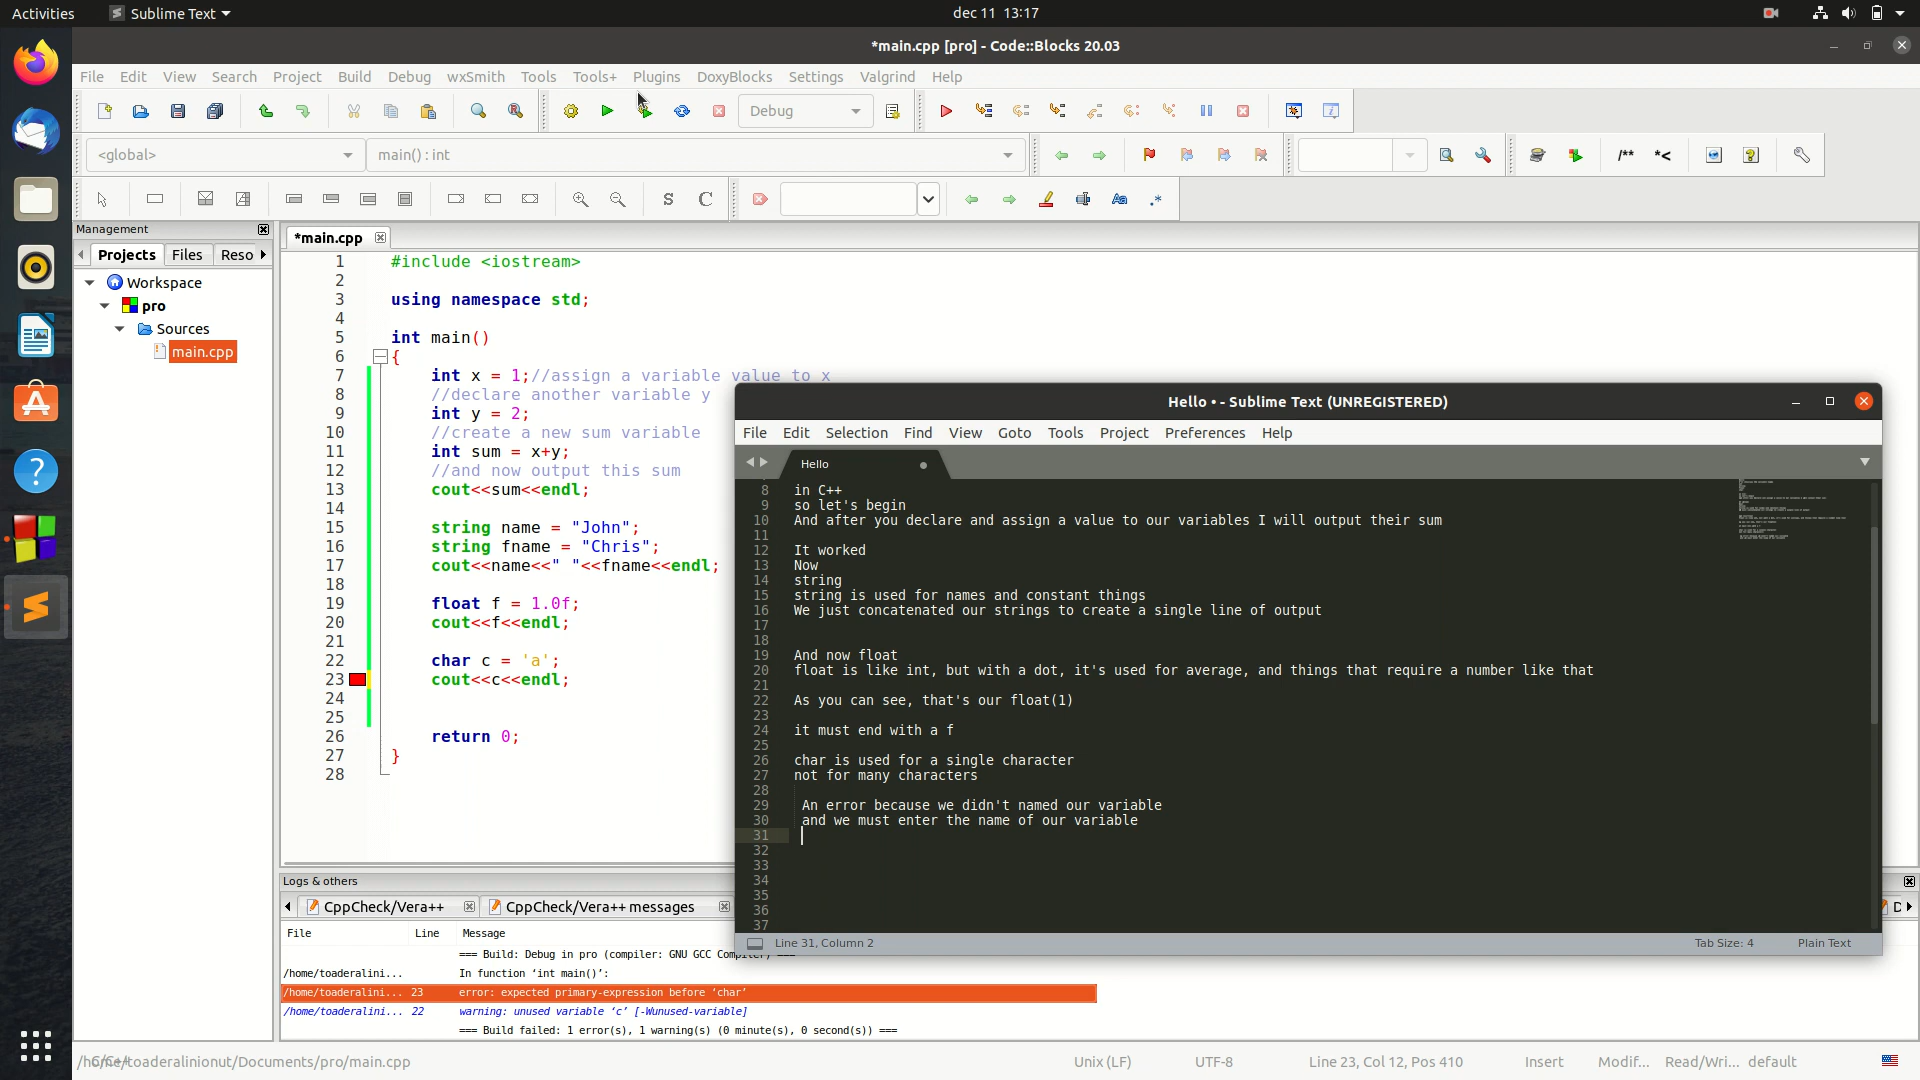 Activities
Sublime Text
dec 11 13:17
*main.cpp [pro] - Code::Blocks 20.03
File Edit View Search Project Build Debug wxSmith Tools Tools+ Plugins DoxyBlocks Settings Valgrind Help
Debug
<global>
main() : int
/** *<
S C
Aa .*
Management
Projects Files Reso
Workspace
pro
Sources
main.cpp
*main.cpp
1 #include <iostream>
2
3 using namespace std;
4
5 int main()
6 {
7 int x = 1;//assign a variable value to x
8 //declare another variable y
9 int y = 2;
10 //create a new sum variable
11 int sum = x+y;
12 //and now output this sum
13 cout<<sum<<endl;
14
15 string name = "John";
16 string fname = "Chris";
17 cout<<name<<" "<<fname<<endl;
18
19 float f = 1.0f;
20 cout<<f<<endl;
21
22 char c = 'a';
23 cout<<c<<endl;
24
25
26 return 0;
27 }
28
Hello • - Sublime Text (UNREGISTERED)
File Edit Selection Find View Goto Tools Project Preferences Help
Hello
8 in C++
9 so let's begin
10 And after you declare and assign a value to our variables I will output their sum
11
12 It worked
13 Now
14 string
15 string is used for names and constant things
16 We just concatenated our strings to create a single line of output
17
18
19 And now float
20 float is like int, but with a dot, it's used for average, and things that require a number like that
21
22 As you can see, that's our float(1)
23
24 it must end with a f
25
26 char is used for a single character
27 not for many characters
28
29 An error because we didn't named our variable
30 and we must enter the name of our variable
31
32
33
34
35
36
37
Line 31, Column 2
Tab Size: 4
Plain Text
Logs & others
CppCheck/Vera++
CppCheck/Vera++ messages
File Line Message
=== Build: Debug in pro (compiler: GNU GCC Compiler) ===
/home/toaderalini... In function ‘int main()’:
/home/toaderalini... 23 error: expected primary-expression before ‘char’
/home/toaderalini... 22 warning: unused variable ‘c’ [-Wunused-variable]
=== Build failed: 1 error(s), 1 warning(s) (0 minute(s), 0 second(s)) ===
/home/toaderalinionut/Documents/pro/main.cpp
C/C++
Unix (LF)
UTF-8
Line 23, Col 12, Pos 410
Insert
Modif...
Read/Wri...
default